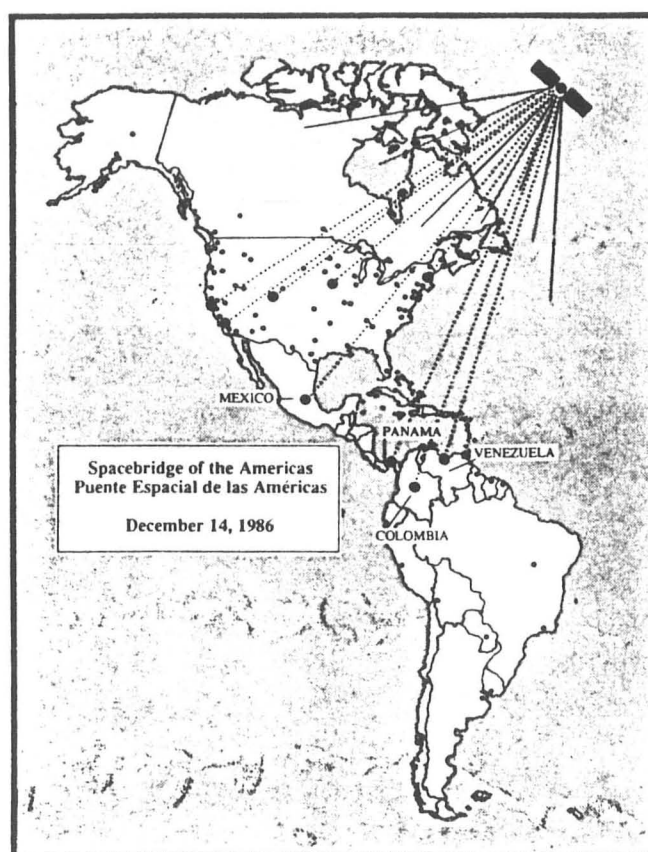 MEXICO
PANAMA
VENEZUELA
COLOMBIA
Spacebridge of the Americas
Puente Espacial de las Américas
December 14, 1986